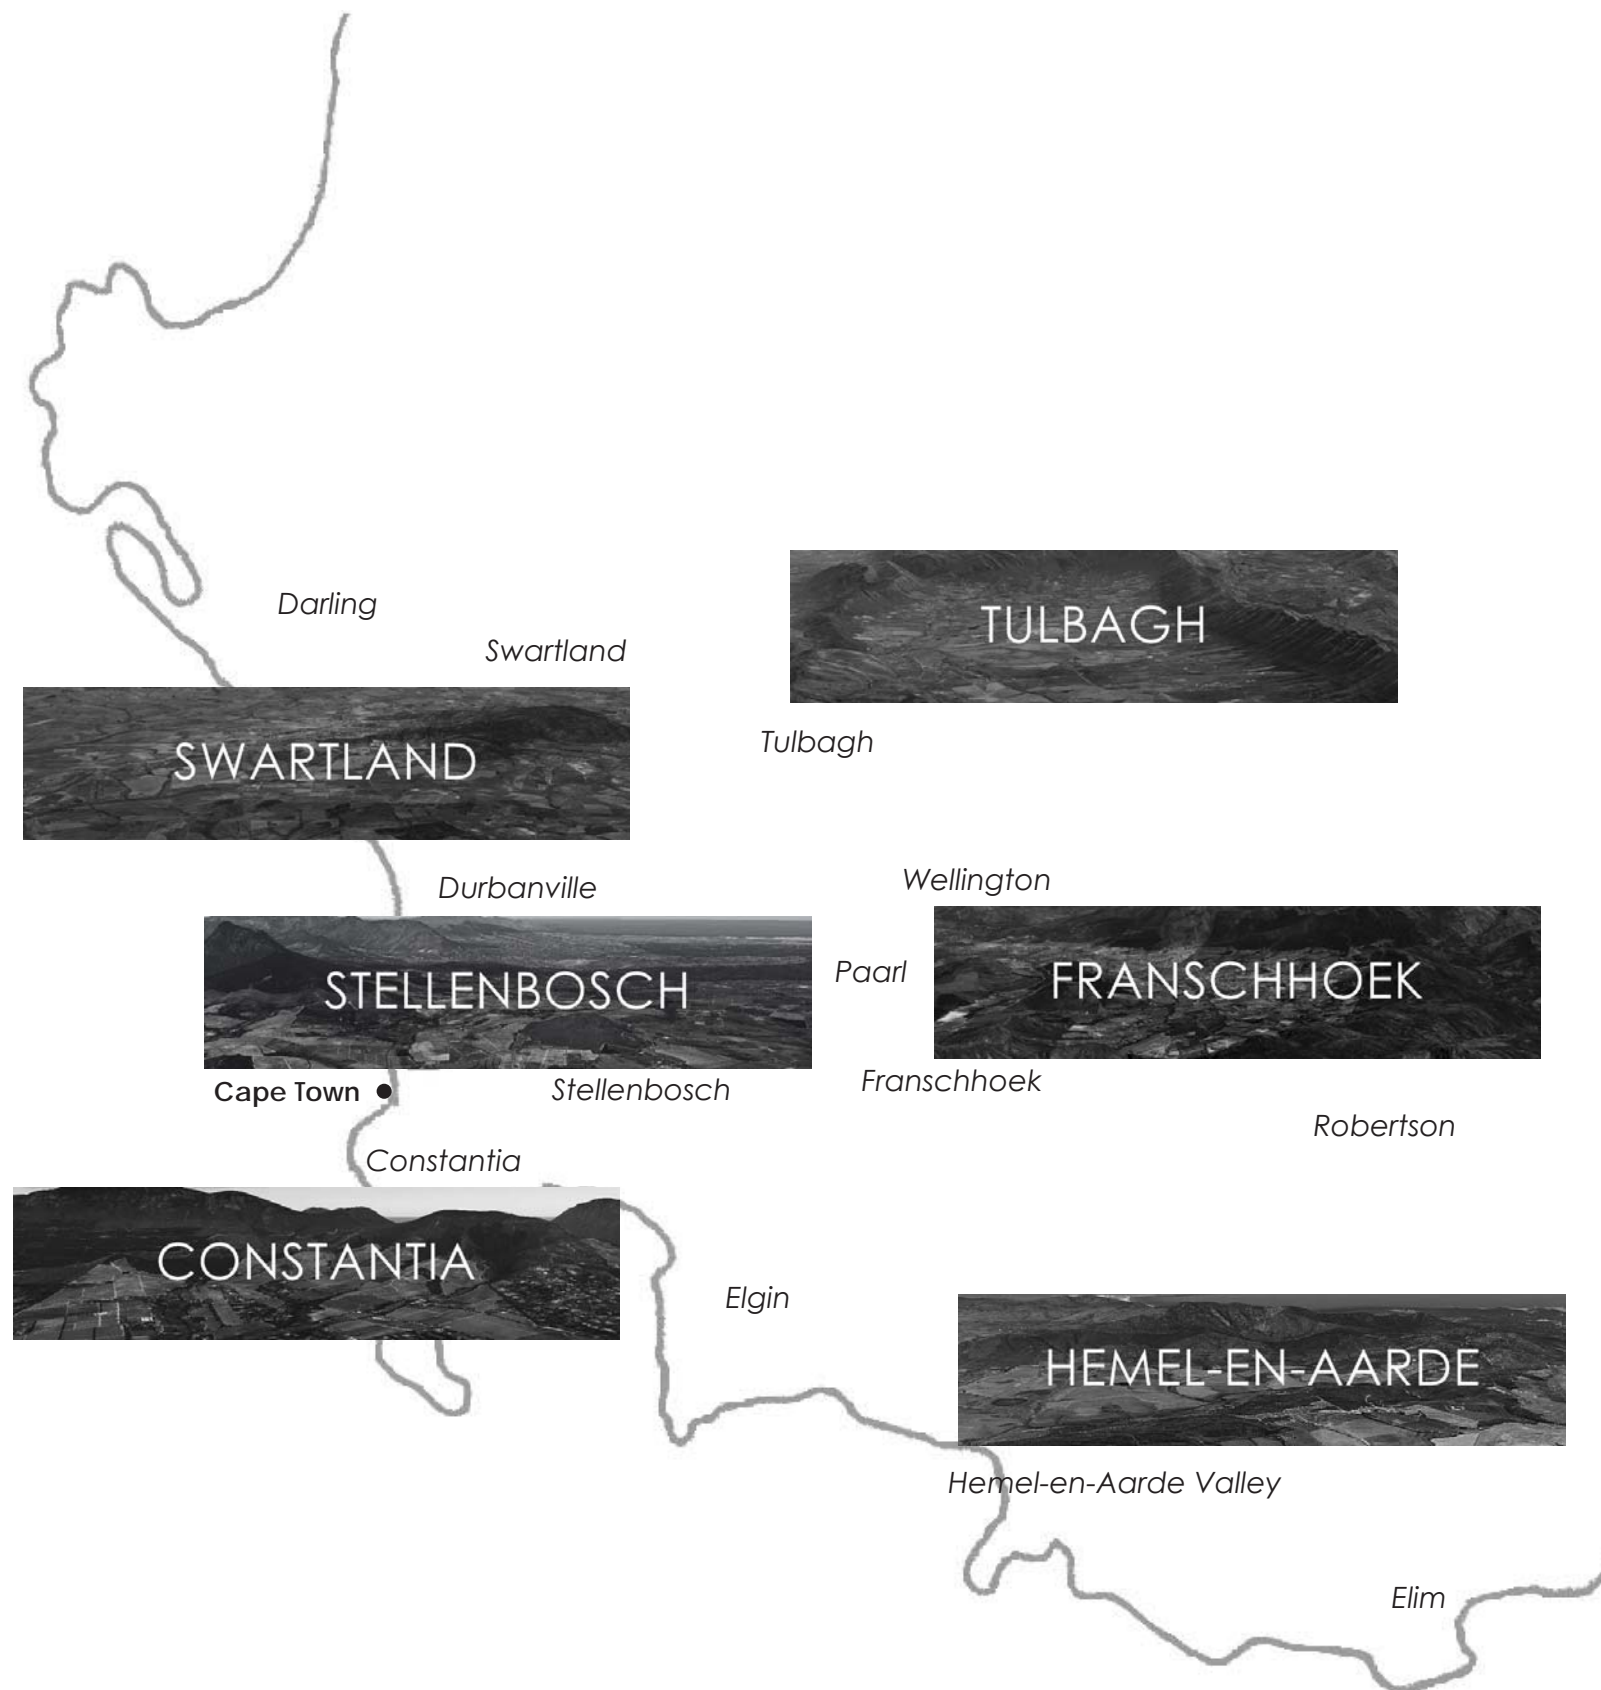 Darling
Swartland
TULBAGH
Tulbagh
SWARTLAND
Durbanville
Wellington
STELLENBOSCH
Paarl
FRANSCHHOEK
Cape Town
Stellenbosch
Franschhoek
Robertson
Constantia
CONSTANTIA
Elgin
HEMEL-EN-AARDE
Hemel-en-Aarde Valley
Elim